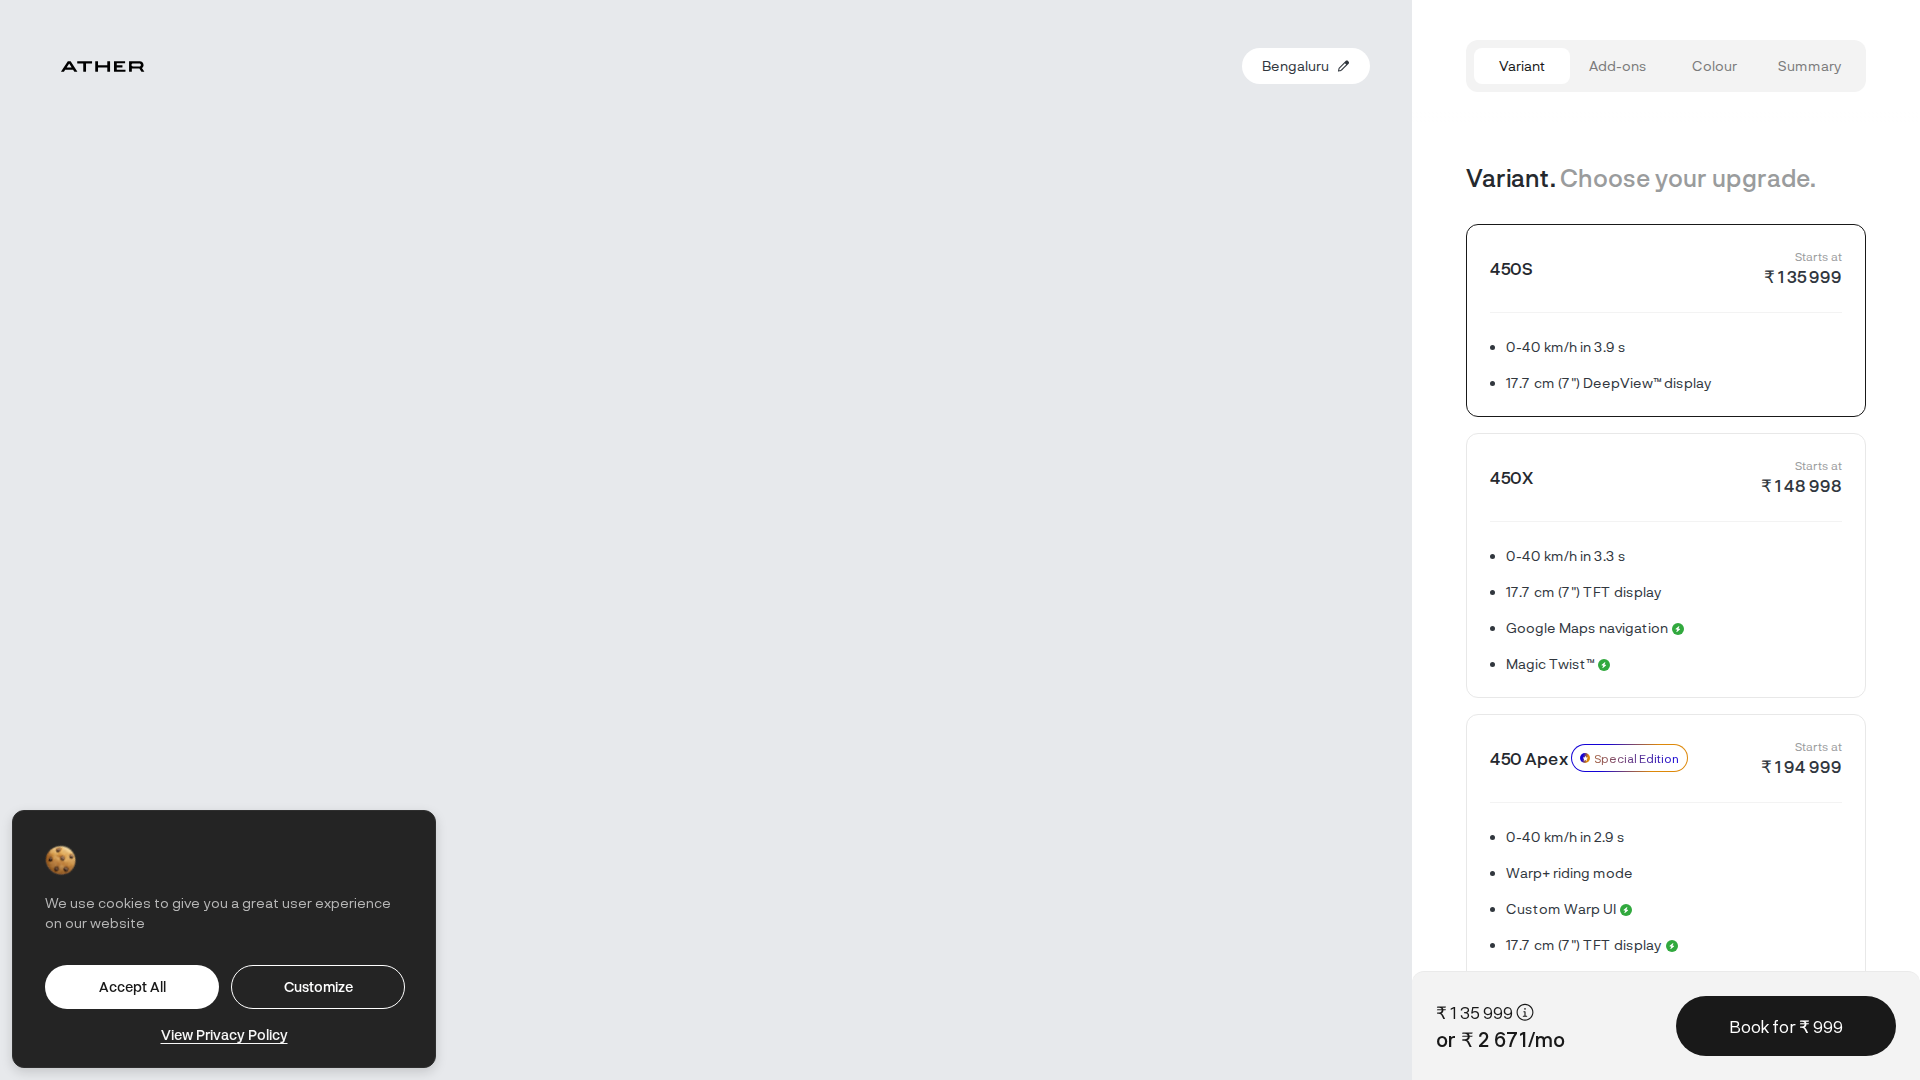 ATHER
Bengaluru
Variant
Add-ons
Colour
Summary
Variant. Choose your upgrade.
450S
Starts at
₹ 135 999
0-40 km/h in 3.9 s
17.7 cm (7") DeepView™ display
450X
Starts at
₹ 148 998
0-40 km/h in 3.3 s
17.7 cm (7") TFT display
Google Maps navigation
Magic Twist™
450 Apex
Special Edition
Starts at
₹ 194 999
0-40 km/h in 2.9 s
Warp+ riding mode
Custom Warp UI
17.7 cm (7") TFT display
₹ 135 999
or ₹ 2 671/mo
Book for ₹ 999
We use cookies to give you a great user experience
on our website
Accept All
Customize
View Privacy Policy